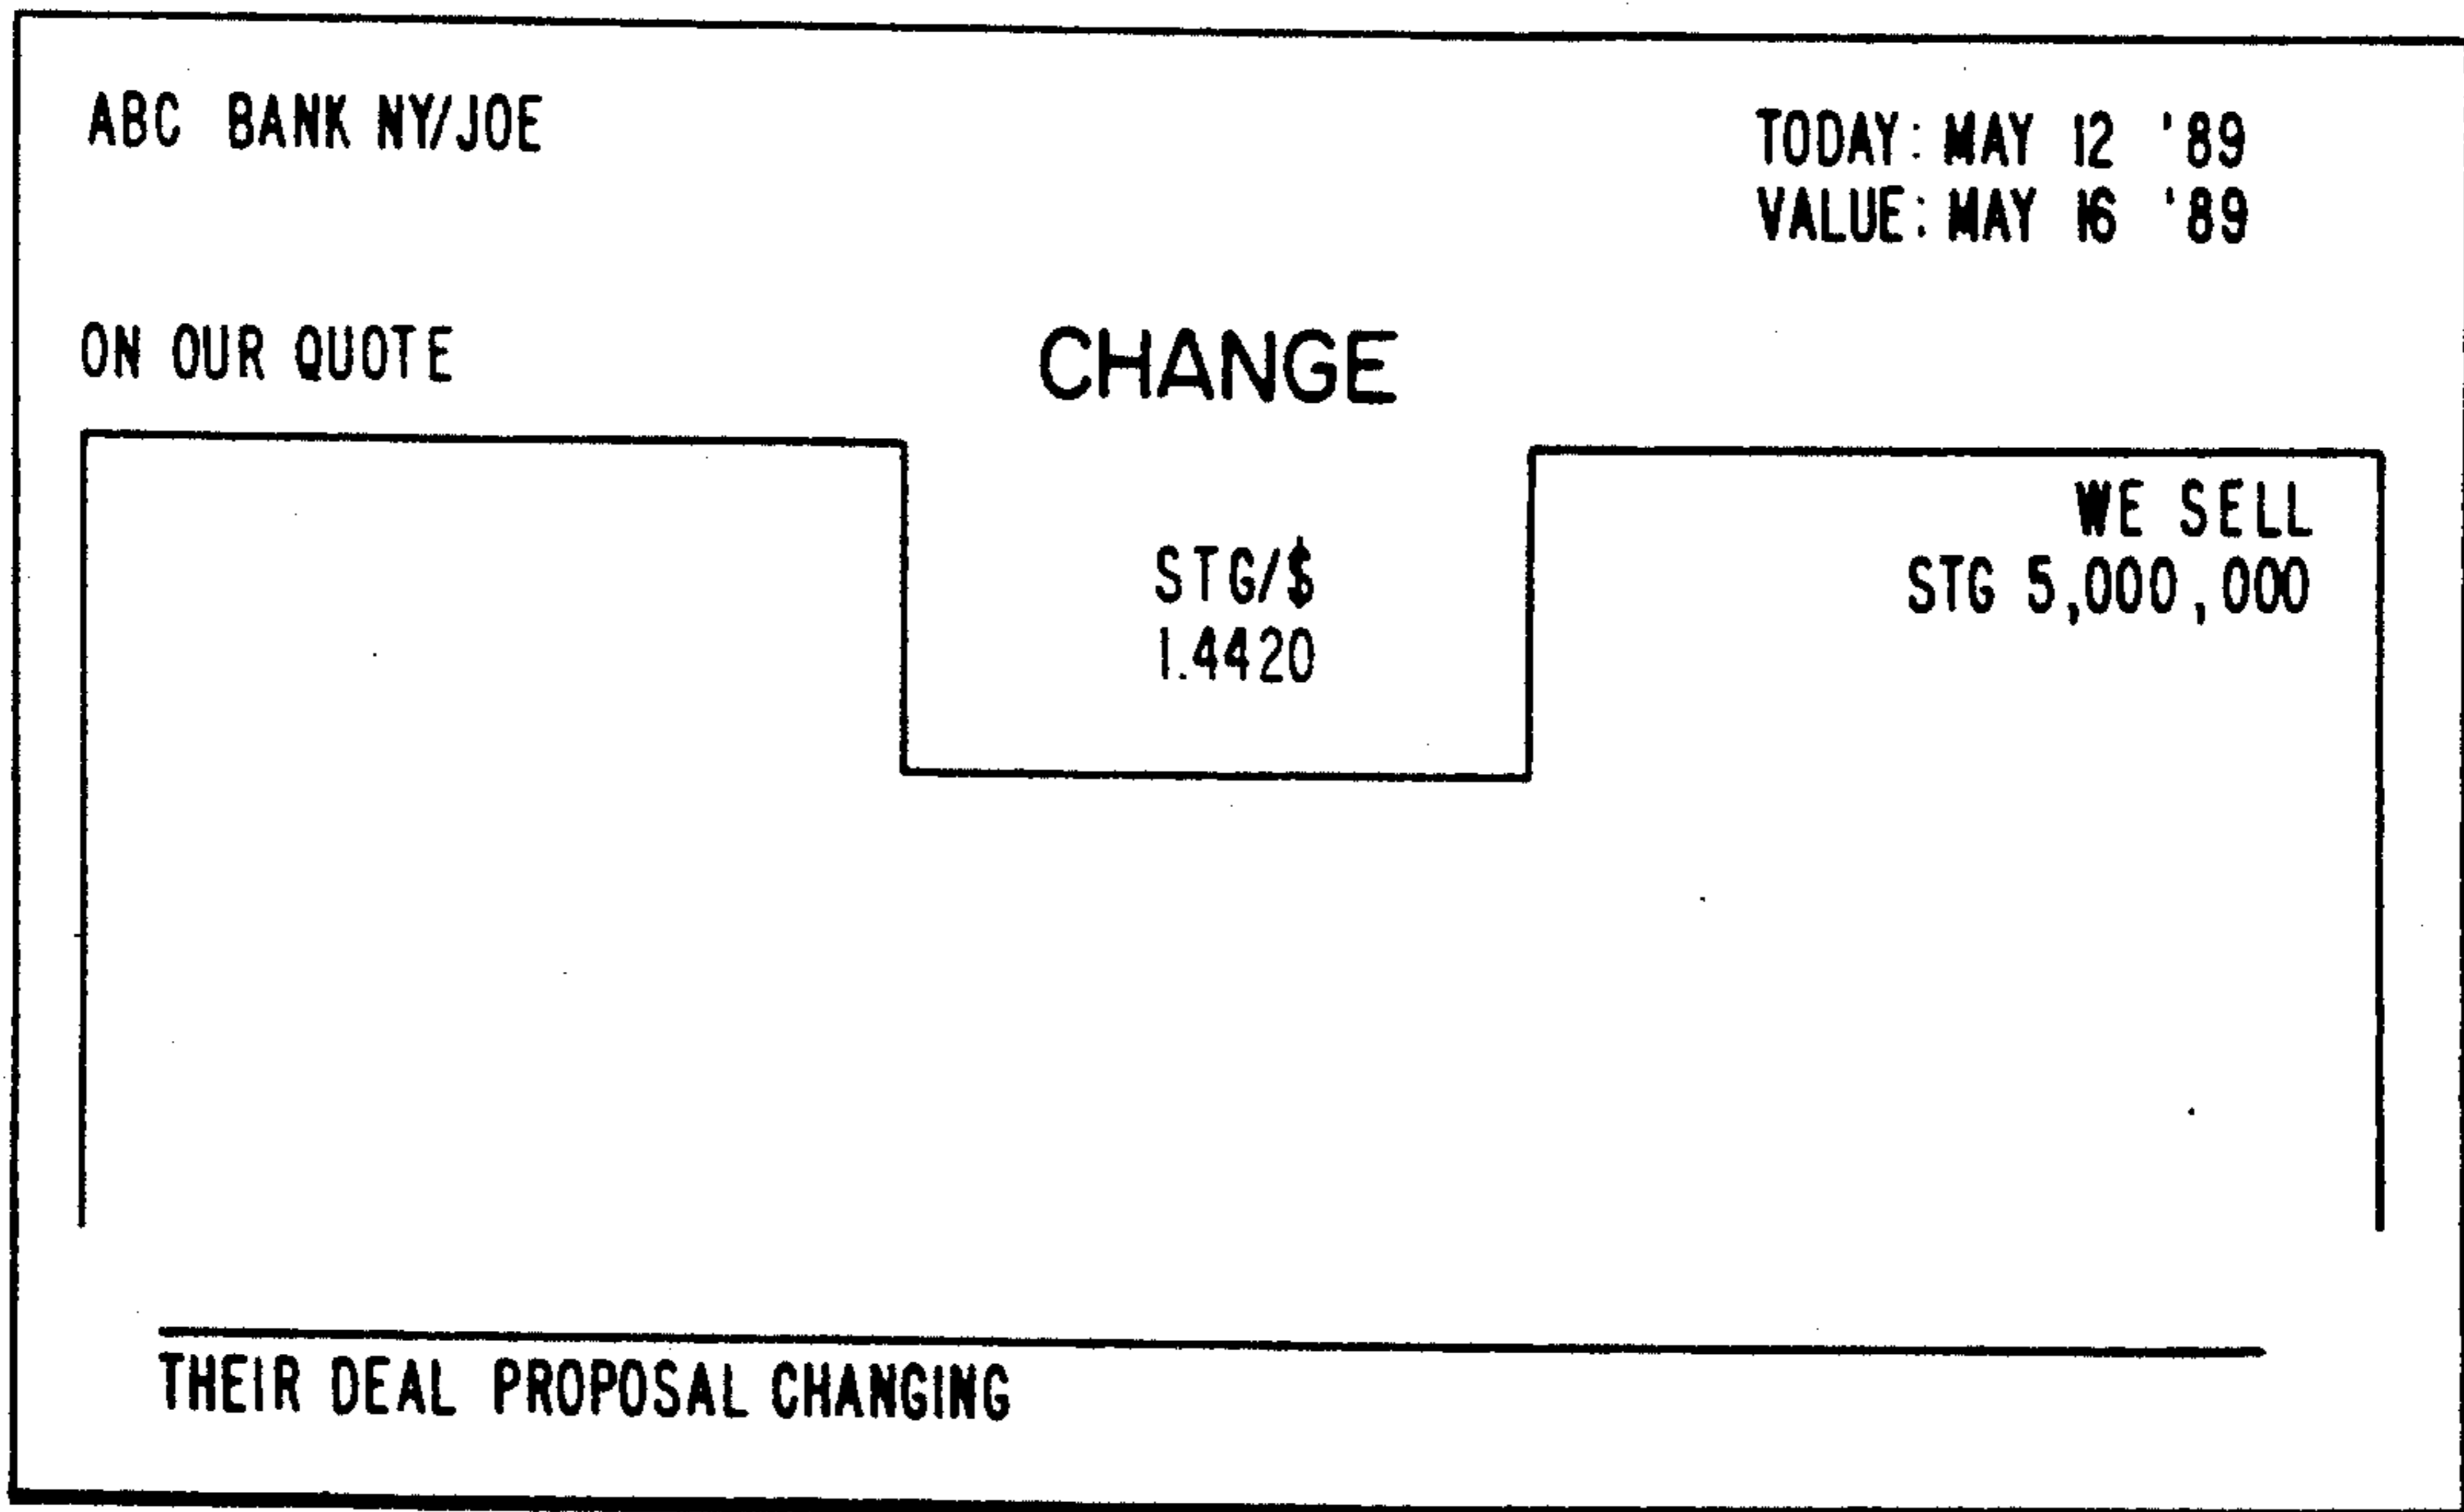 ABC BANK NY/JOE
TODAY: MAY 12 '89
VALUE: MAY 16 '89
ON OUR QUOTE
CHANGE
STG/$
1.4420
WE SELL
STG 5,000,000
THEIR DEAL PROPOSAL CHANGING